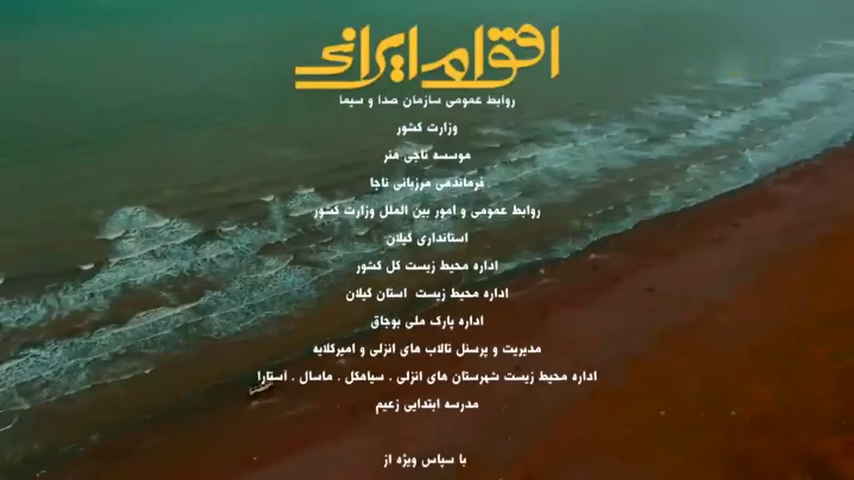 اقوام ایرانی
روابط عمومی سازمان صدا و سیما
وزارت کشور
موسسه ناجی هنر
فرماندهی مرزبانی ناجا
روابط عمومی و امور بین الملل وزارت کشور
استانداری گیلان
اداره محیط زیست کل کشور
اداره محیط زیست استان گیلان
اداره پارک ملی بوجاق
مدیریت و پرسنل تالاب های انزلی و امیرکلایه
اداره محیط زیست شهرستان های انزلی . سیاهکل . ماسال . آستارا
مدرسه ابتدایی زعیم
با سپاس ویژه از